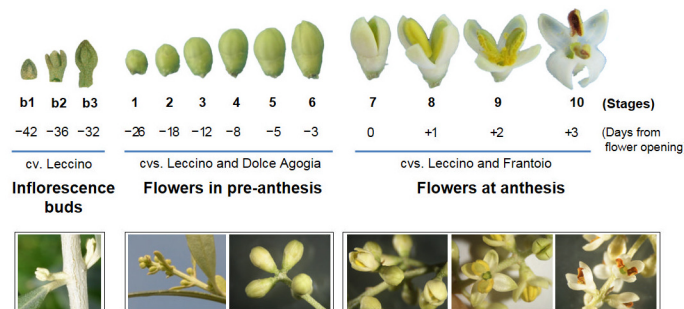 b1 b2 b3 1 2 3 4 5 6 7 8 9 10 (Stages)
−42 −36 −32 −26 −18 −12 −8 −5 −3 0 +1 +2 +3 (Days from
flower opening
cv. Leccino cvs. Leccino and Dolce Agogia cvs. Leccino and Frantoio
Inflorescence Flowers in pre-anthesis Flowers at anthesis
buds